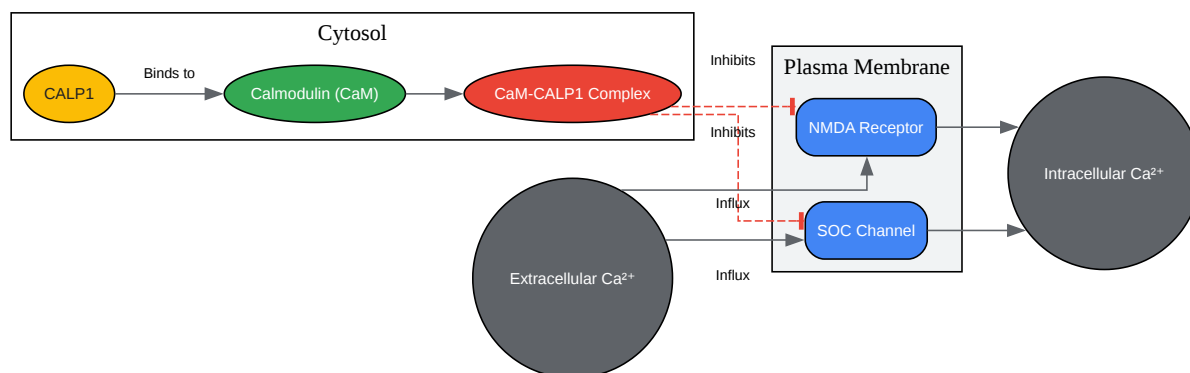 Cytosol
CALP1
Binds to
Calmodulin (CaM)
CaM-CALP1 Complex
Inhibits
Inhibits
Plasma Membrane
NMDA Receptor
Intracellular Ca²⁺
Influx
SOC Channel
Extracellular Ca²⁺
Influx